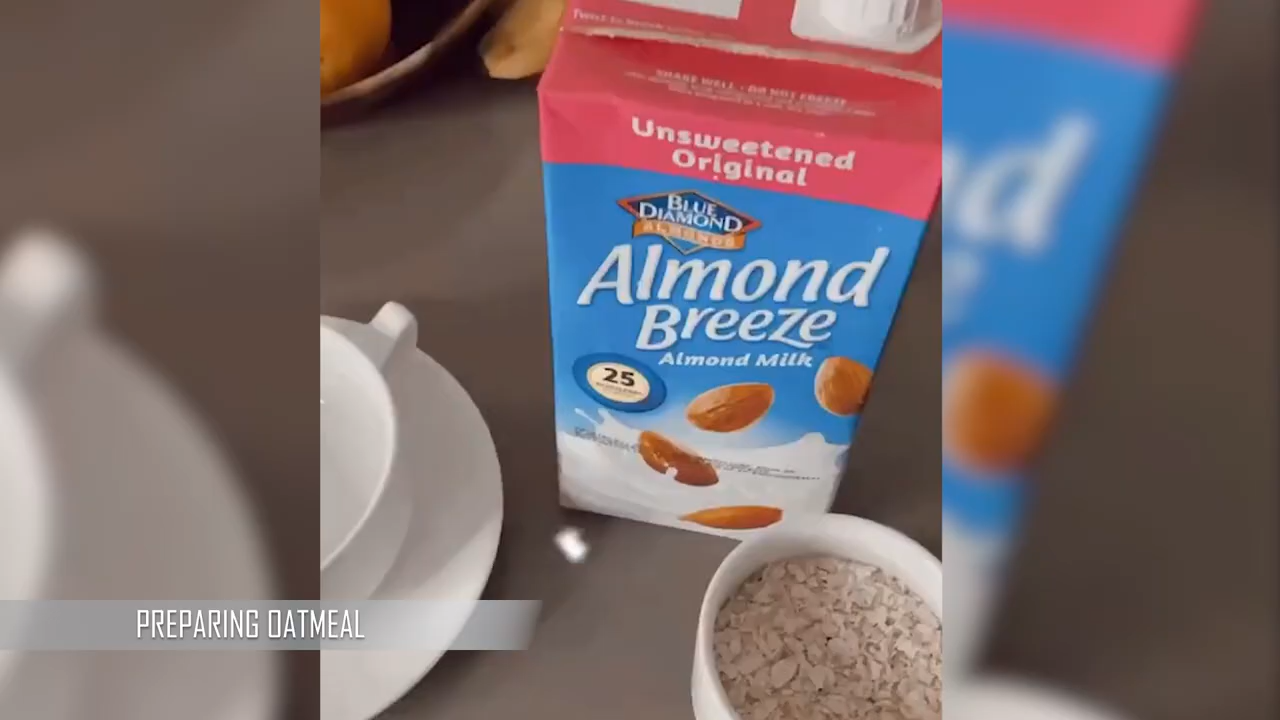 SHAKE WELL • DO NOT FREEZE
Unsweetened
Original
BLUE
DIAMOND
ALMONDS
Almond
Breeze
Almond Milk
25
PREPARING OATMEAL